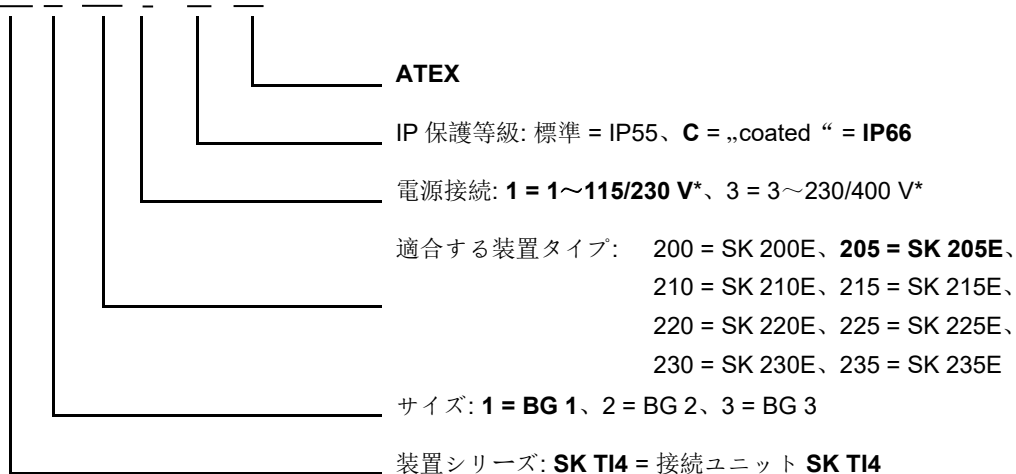 ATEX
IP 保護等級: 標準 = IP55、C = „coated “ = IP66
電源接続: 1 = 1～115/230 V*、3 = 3～230/400 V*
適合する装置タイプ: 200 = SK 200E、205 = SK 205E、
210 = SK 210E、215 = SK 215E、
220 = SK 220E、225 = SK 225E、
230 = SK 230E、235 = SK 235E
サイズ: 1 = BG 1、2 = BG 2、3 = BG 3
装置シリーズ: SK TI4 = 接続ユニット SK TI4